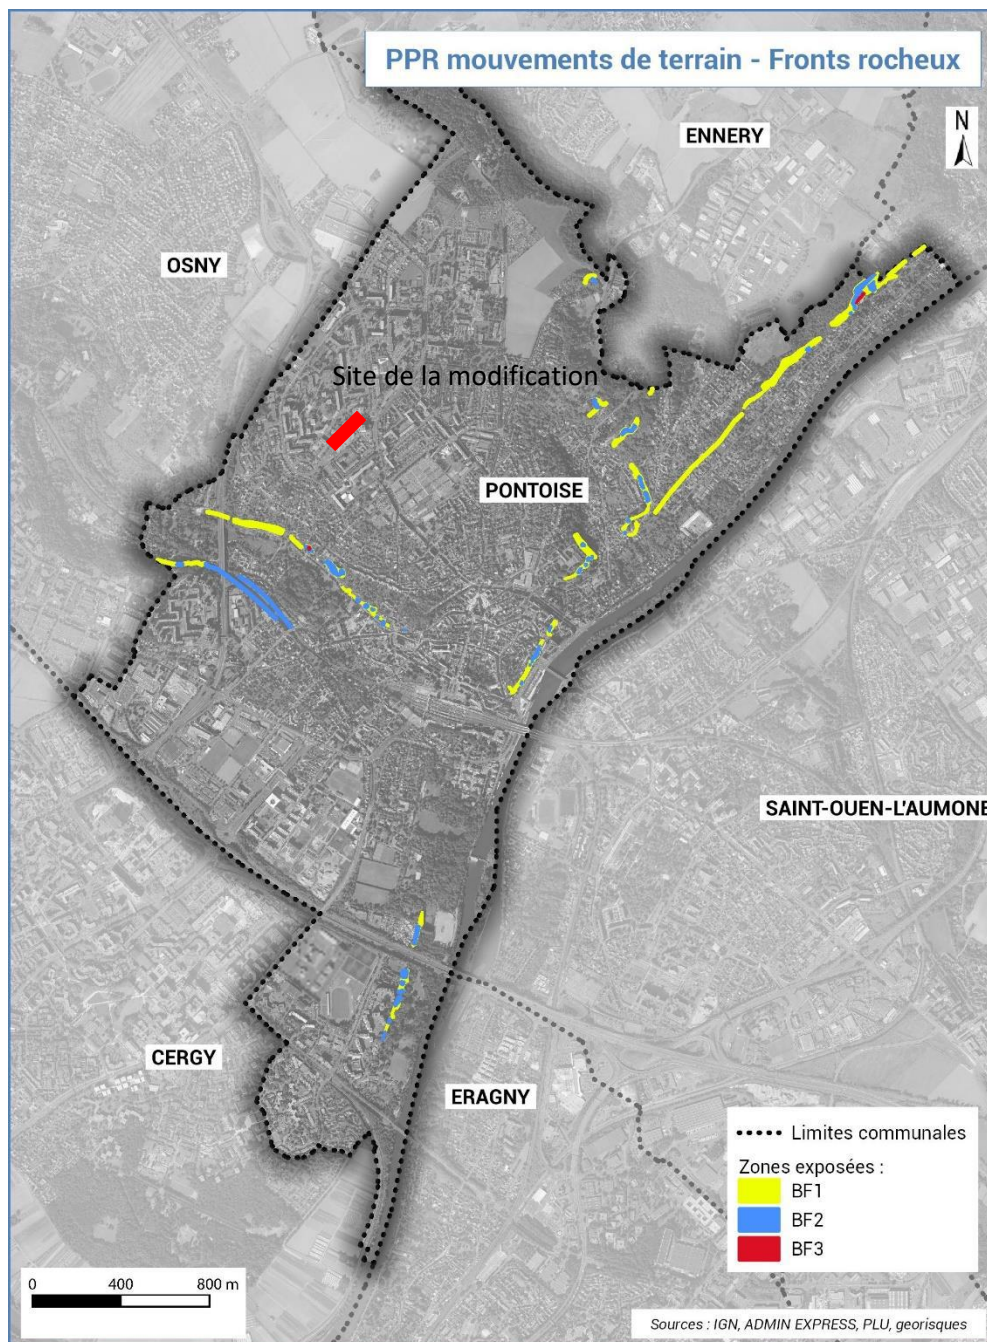 PPR mouvements de terrain - Fronts rocheux
N
ENNERY
OSNY
Site de la modification
PONTOISE
SAINT-OUEN-L'AUMONE
CERGY
ERAGNY
Limites communales
Zones exposées :
BF1
BF2
BF3
0 400 800 m
Sources : IGN, ADMIN EXPRESS, PLU, georisques